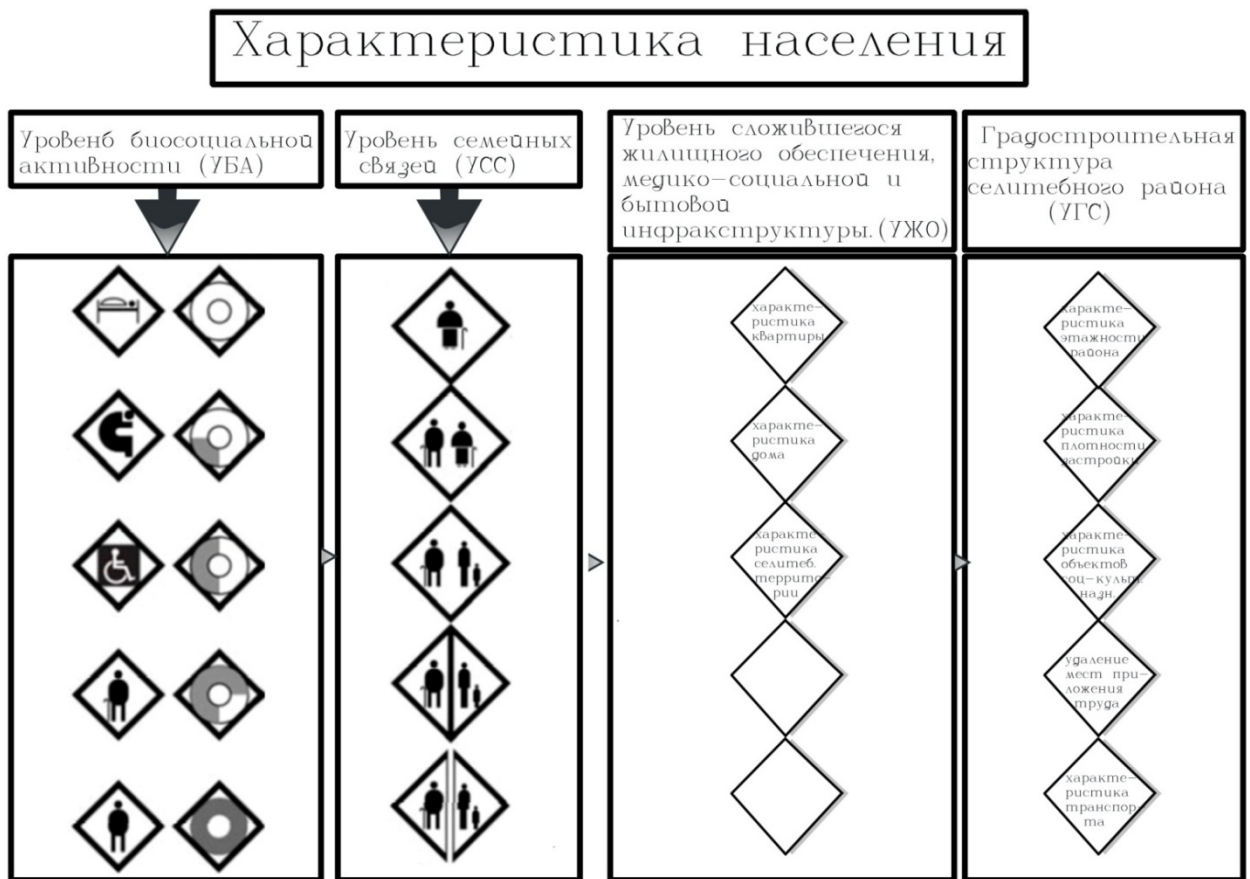 Характеристика населения
Уровенб биосоциальной
активности (УБА)
Уровень семейных
связей (УСС)
Уровень сложившегося
жилищного обеспечения,
медико-социальной и
бытовой
инфракструктуры.(УЖО)
Градостроительная
структура
селитебного района
(УГС)
характе-
ристика
квартиры
характе-
ристика
дома
характе-
ристика
селитеб.
террито-
рии
характе-
ристика
этажности
района
характе-
ристика
плотности
застройки
характе-
ристика
объектов
соц-культ.
назн.
удаление
мест при-
ложения
труда
характе-
ристика
транспор-
та